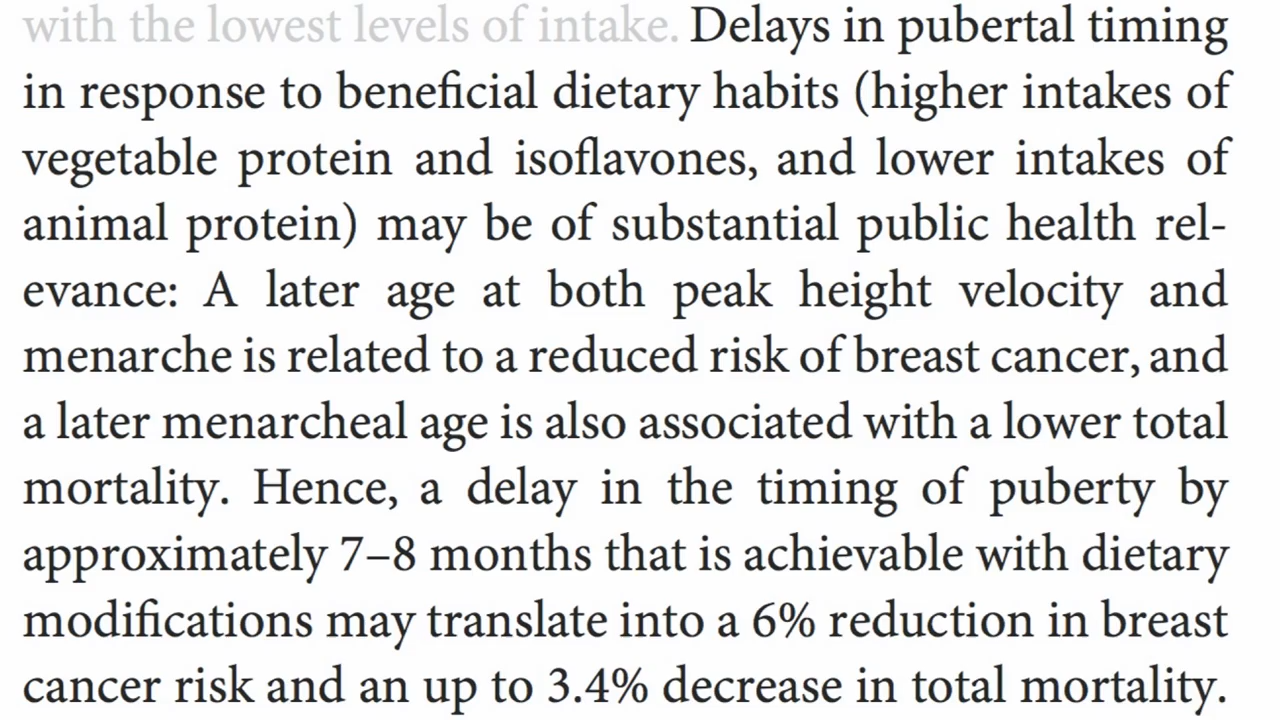 with the lowest levels of intake. Delays in pubertal timing
in response to beneficial dietary habits (higher intakes of
vegetable protein and isoflavones, and lower intakes of
animal protein) may be of substantial public health rel-
evance: A later age at both peak height velocity and
menarche is related to a reduced risk of breast cancer, and
a later menarcheal age is also associated with a lower total
mortality. Hence, a delay in the timing of puberty by
approximately 7–8 months that is achievable with dietary
modifications may translate into a 6% reduction in breast
cancer risk and an up to 3.4% decrease in total mortality.